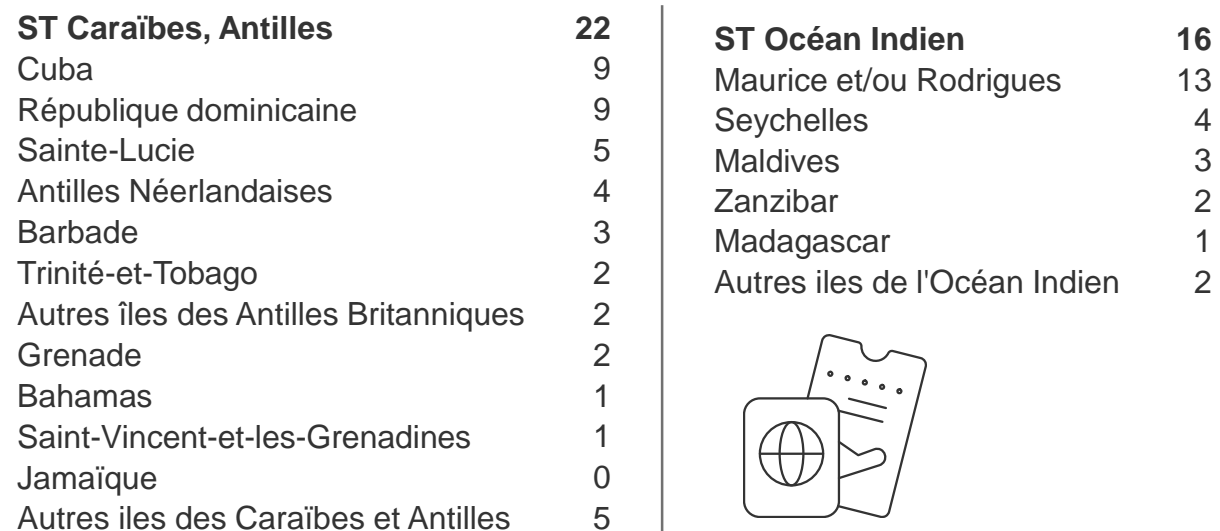 ST Caraïbes, Antilles 22
Cuba 9
République dominicaine 9
Sainte-Lucie 5
Antilles Néerlandaises 4
Barbade 3
Trinité-et-Tobago 2
Autres îles des Antilles Britanniques 2
Grenade 2
Bahamas 1
Saint-Vincent-et-les-Grenadines 1
Jamaïque 0
Autres iles des Caraïbes et Antilles 5
ST Océan Indien 16
Maurice et/ou Rodrigues 13
Seychelles 4
Maldives 3
Zanzibar 2
Madagascar 1
Autres iles de l'Océan Indien 2